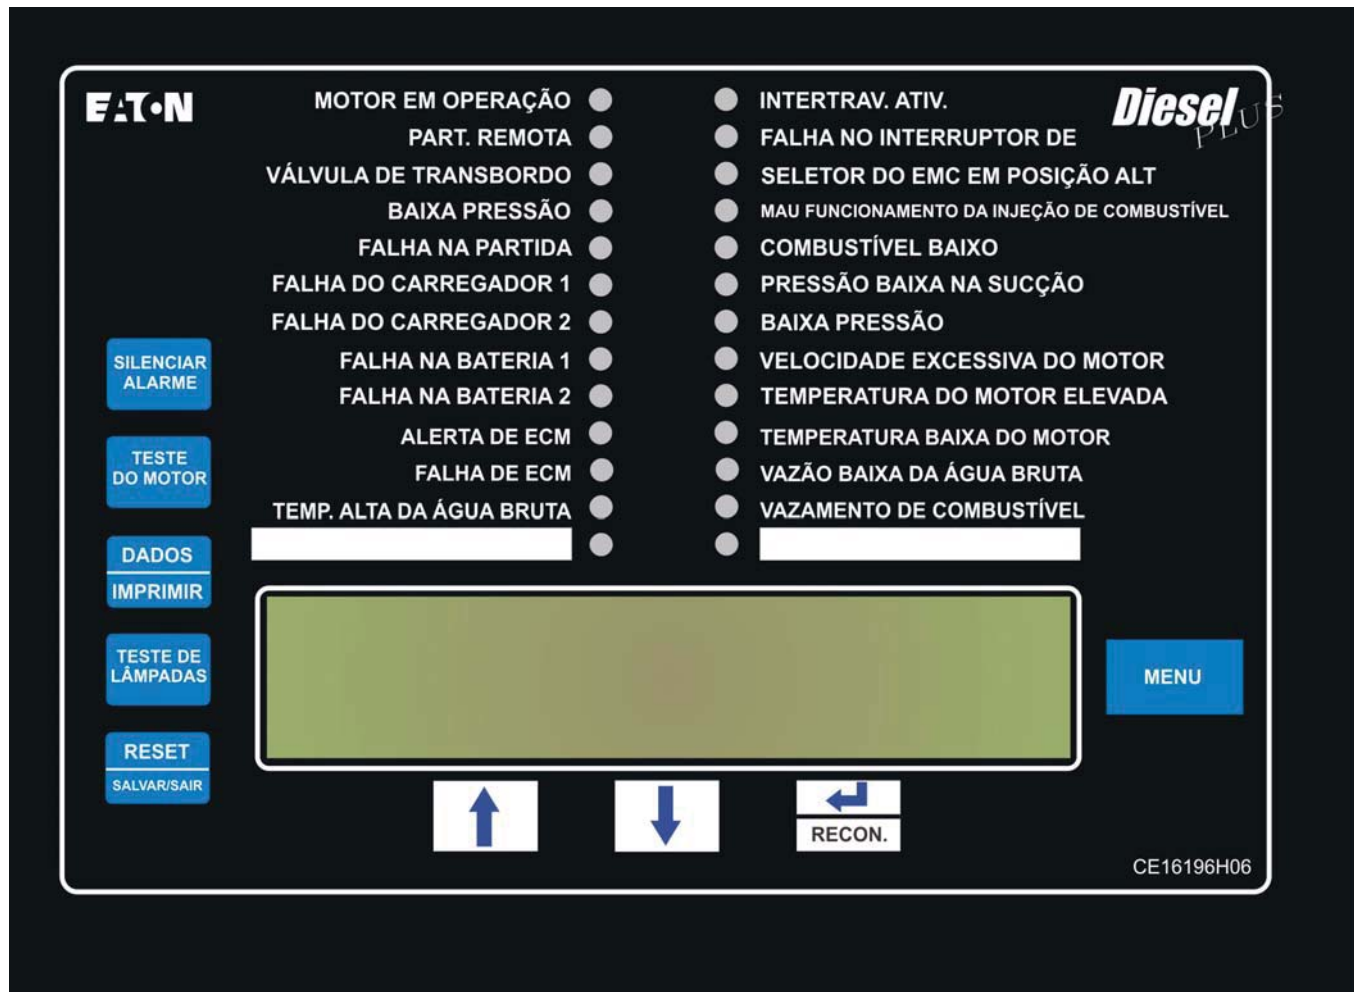 EATON
Diesel
PLUS
MOTOR EM OPERAÇÃO
PART. REMOTA
VÁLVULA DE TRANSBORDO
BAIXA PRESSÃO
FALHA NA PARTIDA
FALHA DO CARREGADOR 1
FALHA DO CARREGADOR 2
FALHA NA BATERIA 1
FALHA NA BATERIA 2
ALERTA DE ECM
FALHA DE ECM
TEMP. ALTA DA ÁGUA BRUTA
INTERTRAV. ATIV.
FALHA NO INTERRUPTOR DE
SELETOR DO EMC EM POSIÇÃO ALT
MAU FUNCIONAMENTO DA INJEÇÃO DE COMBUSTÍVEL
COMBUSTÍVEL BAIXO
PRESSÃO BAIXA NA SUCÇÃO
BAIXA PRESSÃO
VELOCIDADE EXCESSIVA DO MOTOR
TEMPERATURA DO MOTOR ELEVADA
TEMPERATURA BAIXA DO MOTOR
VAZÃO BAIXA DA ÁGUA BRUTA
VAZAMENTO DE COMBUSTÍVEL
SILENCIAR
ALARME
TESTE
DO MOTOR
DADOS
IMPRIMIR
TESTE DE
LÂMPADAS
RESET
SALVAR/SAIR
MENU
RECON.
CE16196H06